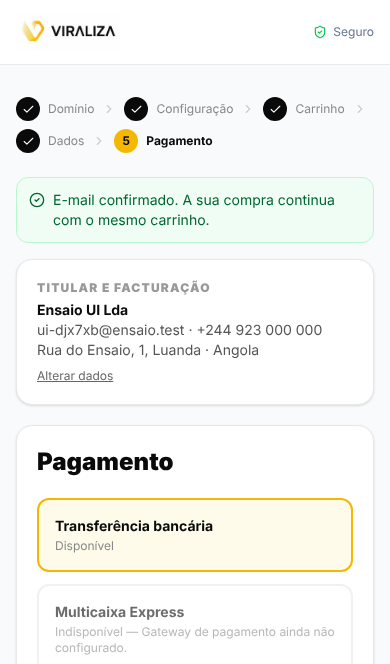 VIRALIZA
Seguro
Domínio
Configuração
Carrinho
Dados
5 Pagamento
E-mail confirmado. A sua compra continua
com o mesmo carrinho.
TITULAR E FACTURAÇÃO
Ensaio UI Lda
ui-djx7xb@ensaio.test · +244 923 000 000
Rua do Ensaio, 1, Luanda · Angola
Alterar dados
Pagamento
Transferência bancária
Disponível
Multicaixa Express
Indisponível — Gateway de pagamento ainda não
configurado.